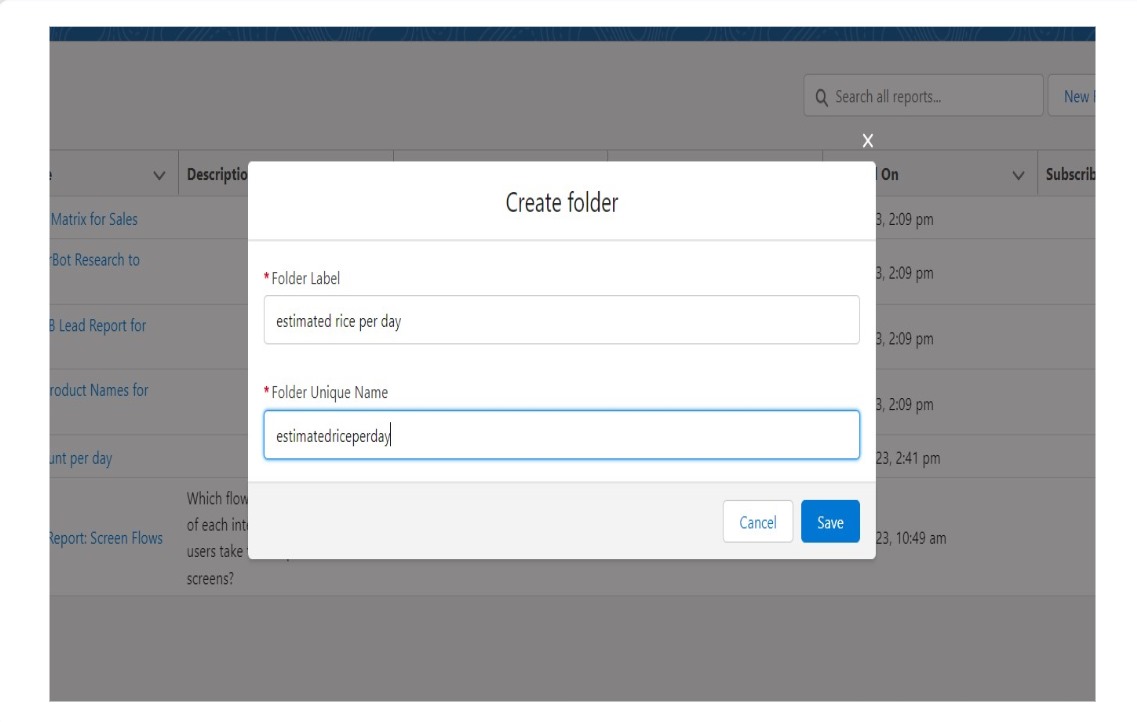 Search all reports...
New
Descriptio
On
Subscrib
Create folder
Matrix for Sales
3, 2:09 pm
Bot Research to
3, 2:09 pm
*Folder Label
estimated rice per day
B Lead Report for
3, 2:09 pm
roduct Names for
*Folder Unique Name
3, 2:09 pm
estimatedriceperday
unt per day
23, 2:41 pm
Which flow
of each inte
Report: Screen Flows
users take
screens?
Cancel
Save
23, 10:49 am